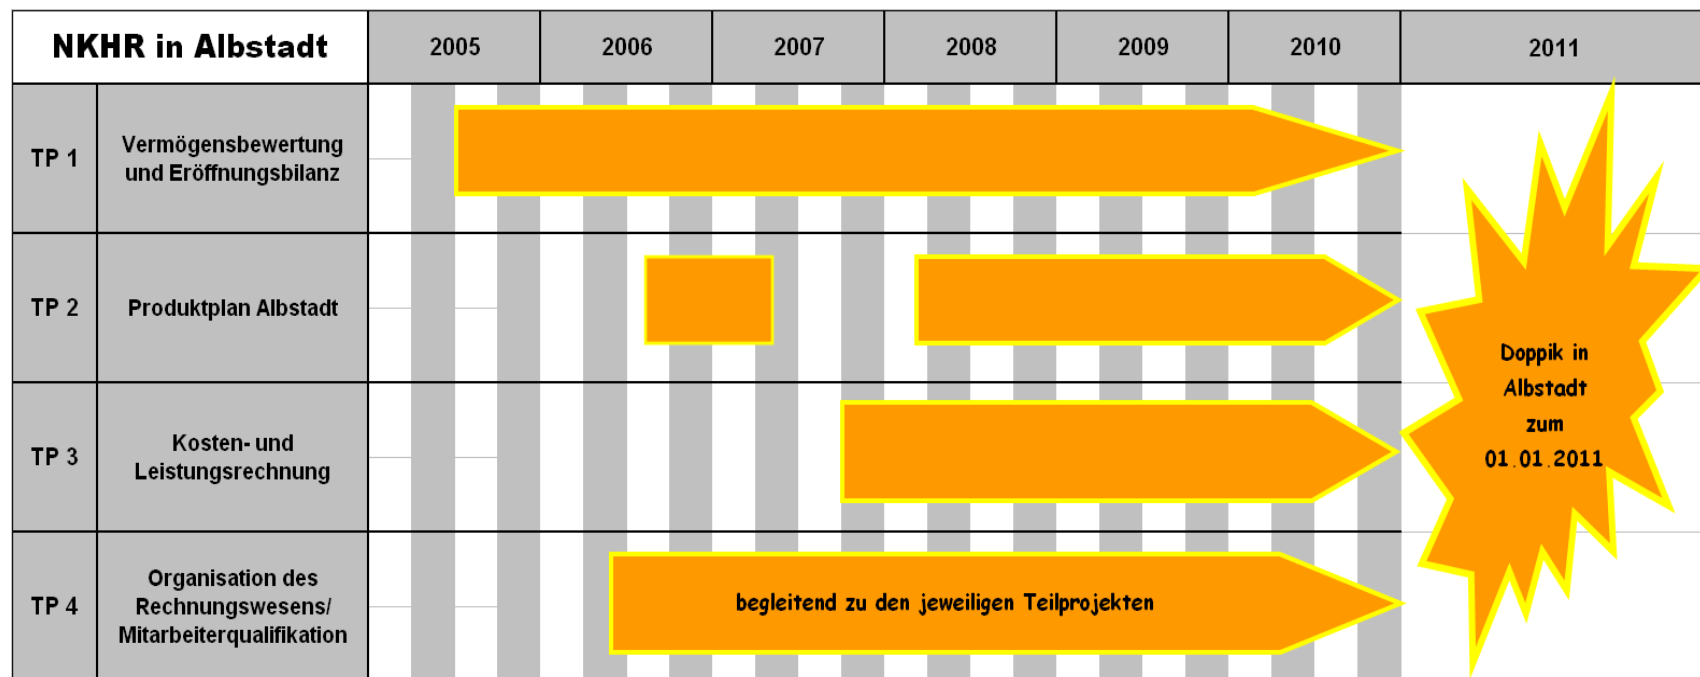 NKHR in Albstadt
2005
2006
2007
2008
2009
2010
2011
TP 1
Vermögensbewertung
und Eröffnungsbilanz
TP 2
Produktplan Albstadt
TP 3
Kosten- und
Leistungsrechnung
TP 4
Organisation des
Rechnungswesens/
Mitarbeiterqualifikation
begleitend zu den jeweiligen Teilprojekten
Doppik in
Albstadt
zum
01.01.2011